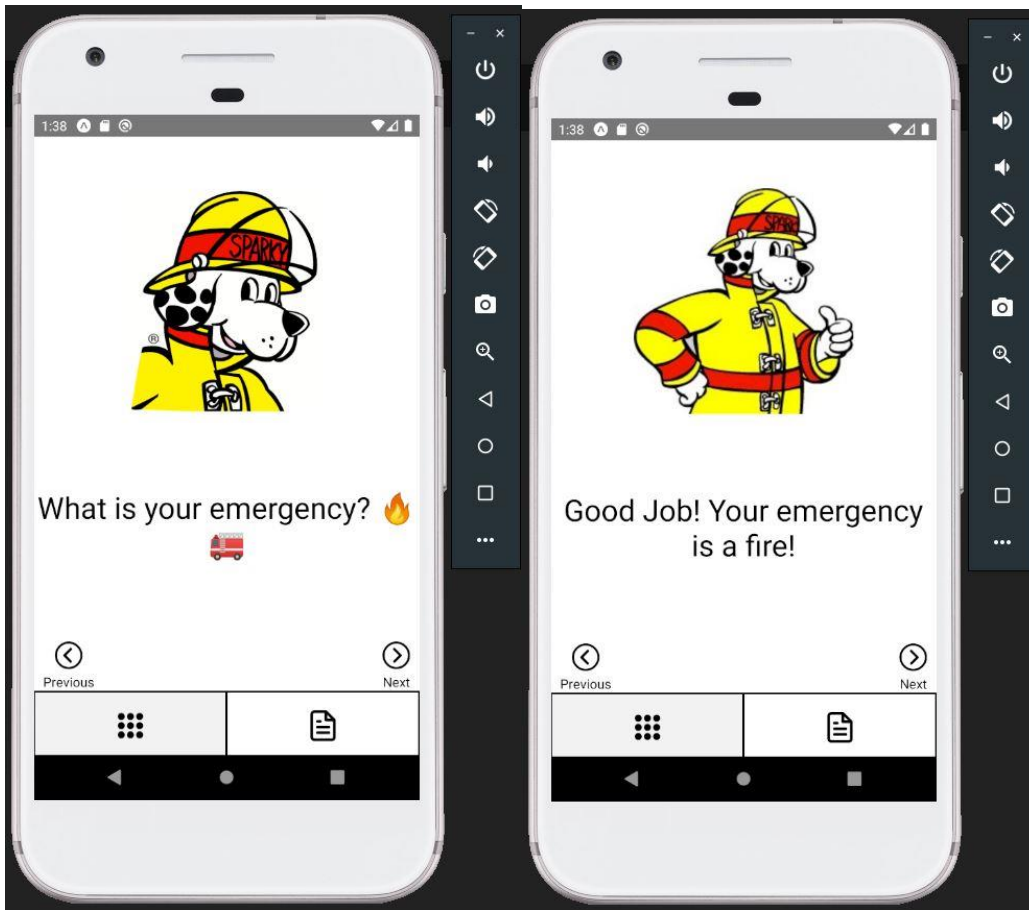 1:38
SPARKY
®
What is your emergency? 🔥
🚒
Previous
Next
1:38
SPARKY
Good Job! Your emergency
is a fire!
Previous
Next